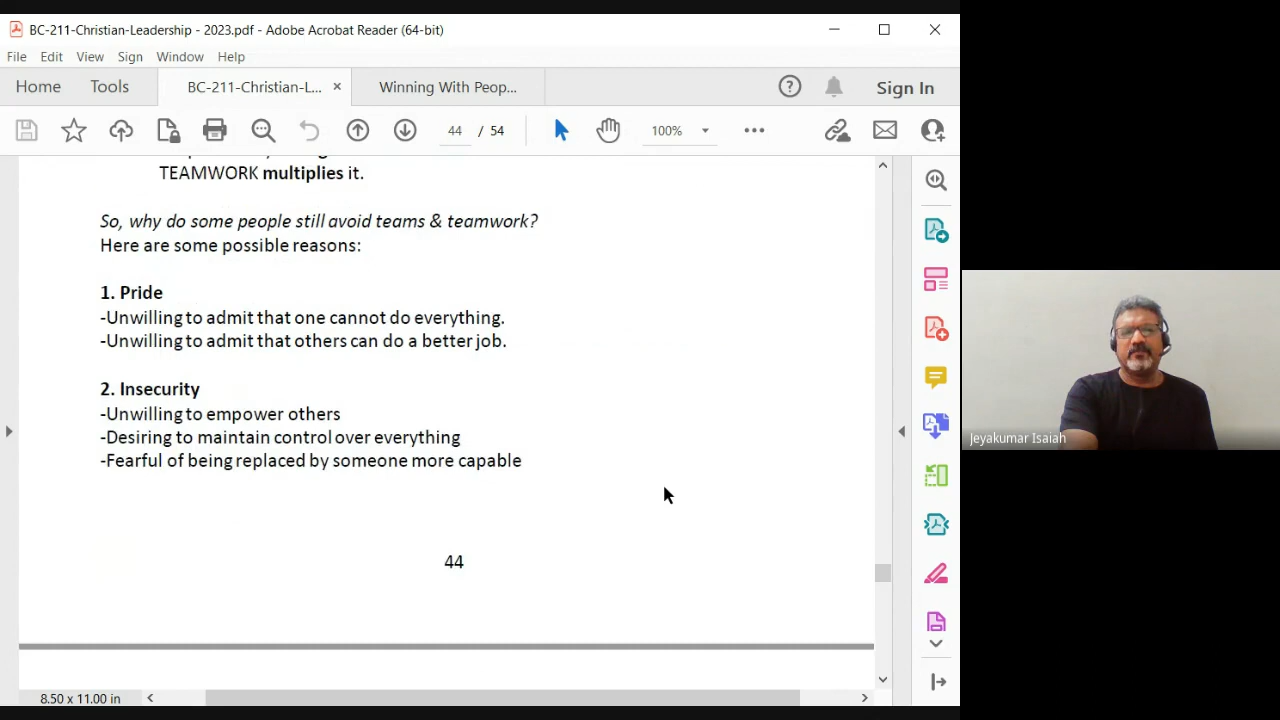 BC-211-Christian-Leadership - 2023.pdf - Adobe Acrobat Reader (64-bit)
File Edit View Sign Window Help
Home Tools BC-211-Christian-L... × Winning With Peop... Sign In
44 / 54 100%
TEAMWORK multiplies it.
So, why do some people still avoid teams & teamwork?
Here are some possible reasons:
1. Pride
-Unwilling to admit that one cannot do everything.
-Unwilling to admit that others can do a better job.
2. Insecurity
-Unwilling to empower others
-Desiring to maintain control over everything
-Fearful of being replaced by someone more capable
44
8.50 x 11.00 in
Jeyakumar Isaiah